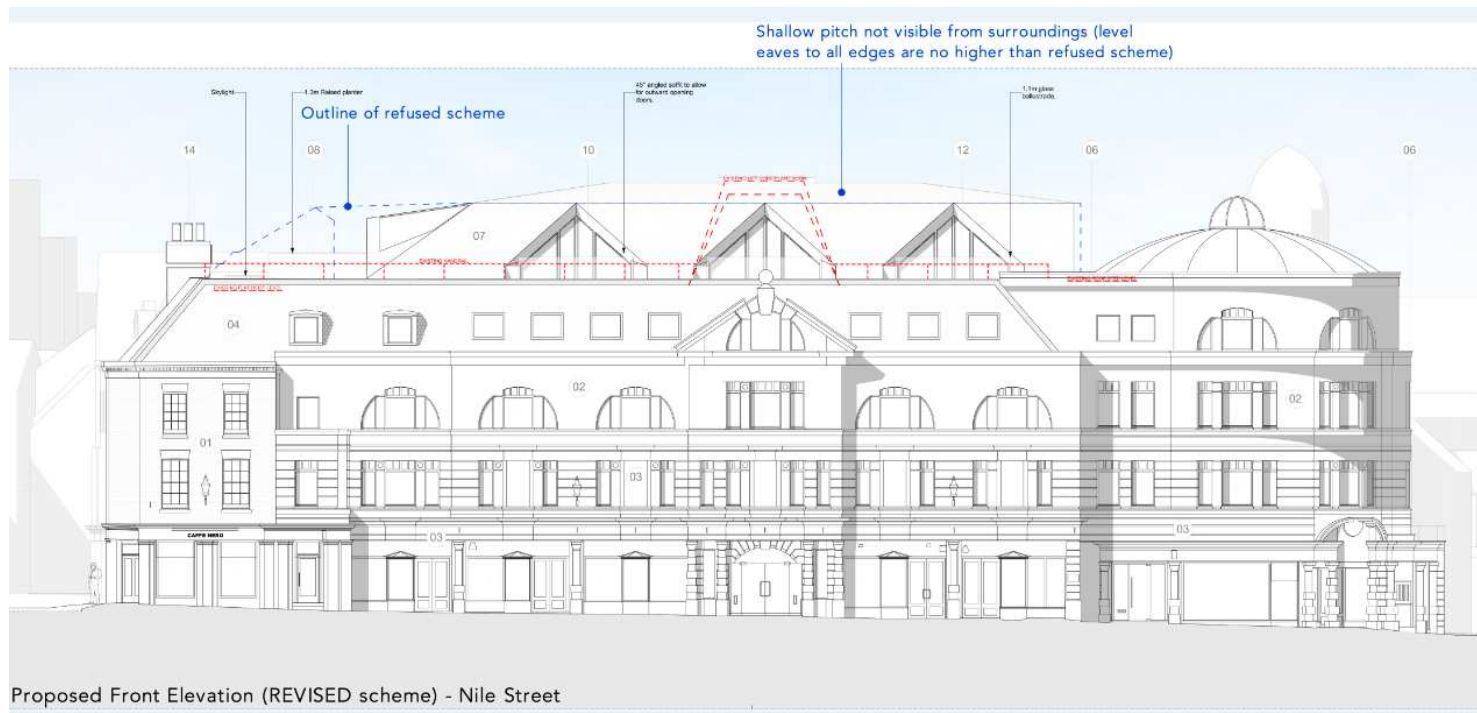 Shallow pitch not visible from surroundings (level
eaves to all edges are no higher than refused scheme)
Skylight
1.3m Raised planter
45° angled soffit to allow
for outward opening
doors.
1.1m glass
ballustrade.
Outline of refused scheme
14
08
10
12
06
06
07
EXISTING HANDRAIL
04
02
02
01
03
03
03
CAFFE NERO
Proposed Front Elevation (REVISED scheme) - Nile Street